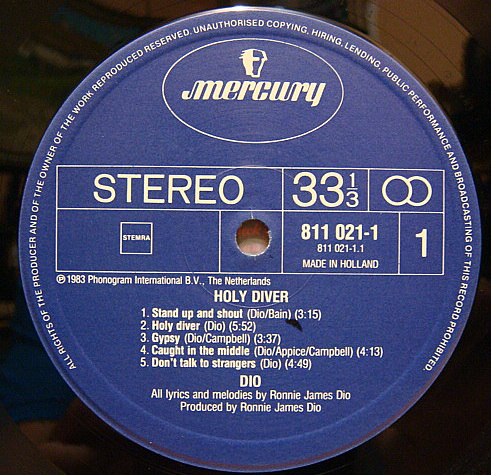 ALL RIGHTS OF THE PRODUCER AND OF THE OWNER OF THE WORK REPRODUCED RESERVED. UNAUTHORISED COPYING, HIRING, LENDING, PUBLIC PERFORMANCE AND BROADCASTING OF THIS RECORD PROHIBITED.
mercury
STEREO 33 1/3
STEMRA
811 021-1
811 021-1.1
MADE IN HOLLAND
1
℗ 1983 Phonogram International B.V., The Netherlands
HOLY DIVER
1. Stand up and shout (Dio/Bain) (3:15)
2. Holy diver (Dio) (5:52)
3. Gypsy (Dio/Campbell) (3:37)
4. Caught in the middle (Dio/Appice/Campbell) (4:13)
5. Don't talk to strangers (Dio) (4:49)
DIO
All lyrics and melodies by Ronnie James Dio
Produced by Ronnie James Dio